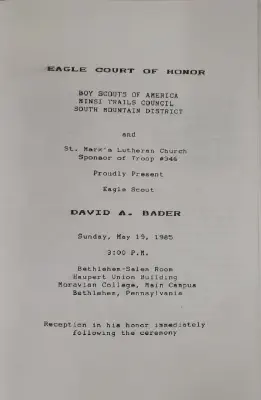 EAGLE COURT OF HONOR
BOY SCOUTS OF AMERICA
MINSI TRAILS COUNCIL
SOUTH MOUNTAIN DISTRICT
and
St. Mark's Lutheran Church
Sponsor of Troop #346
Proudly Present
Eagle Scout
DAVID A. BADER
Sunday, May 19, 1985
3:00 P.M.
Bethlehem-Salem Room
Haupert Union Building
Moravian College, Main Campus
Bethlehem, Pennsylvania
Reception in his honor immediately
following the ceremony